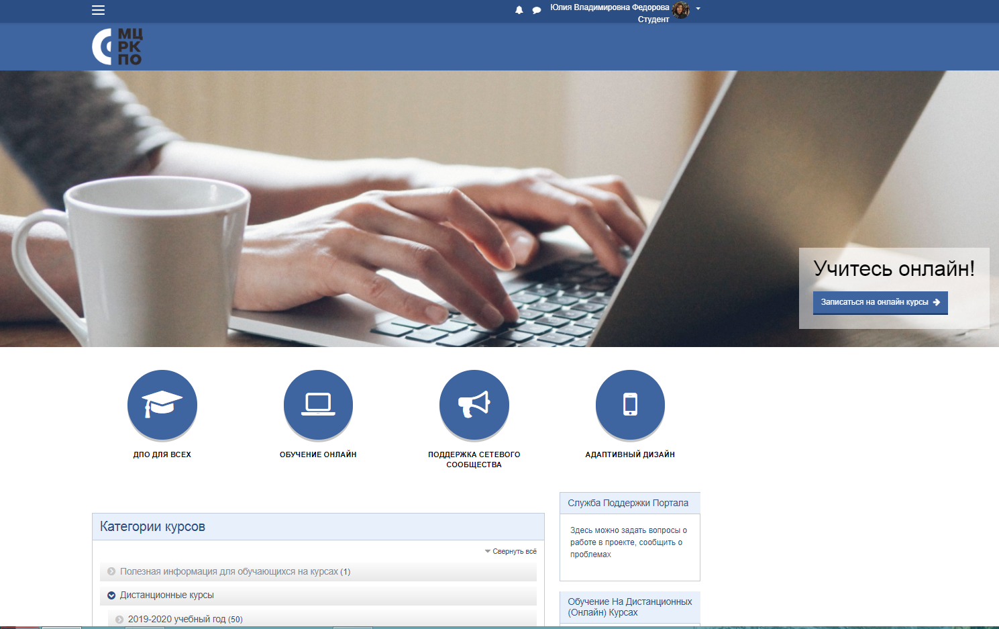 Юлия Владимировна Федорова
Студент
МЦ
РК
ПО
Учитесь онлайн!
Записаться на онлайн курсы
ДПО ДЛЯ ВСЕХ
ОБУЧЕНИЕ ОНЛАЙН
ПОДДЕРЖКА СЕТЕВОГО
СООБЩЕСТВА
АДАПТИВНЫЙ ДИЗАЙН
Категории курсов
Свернуть всё
Полезная информация для обучающихся на курсах (1)
Дистанционные курсы
2019-2020 учебный год (50)
Служба Поддержки Портала
Здесь можно задать вопросы о
работе в проекте, сообщить о
проблемах
Обучение На Дистанционных
(Онлайн) Курсах